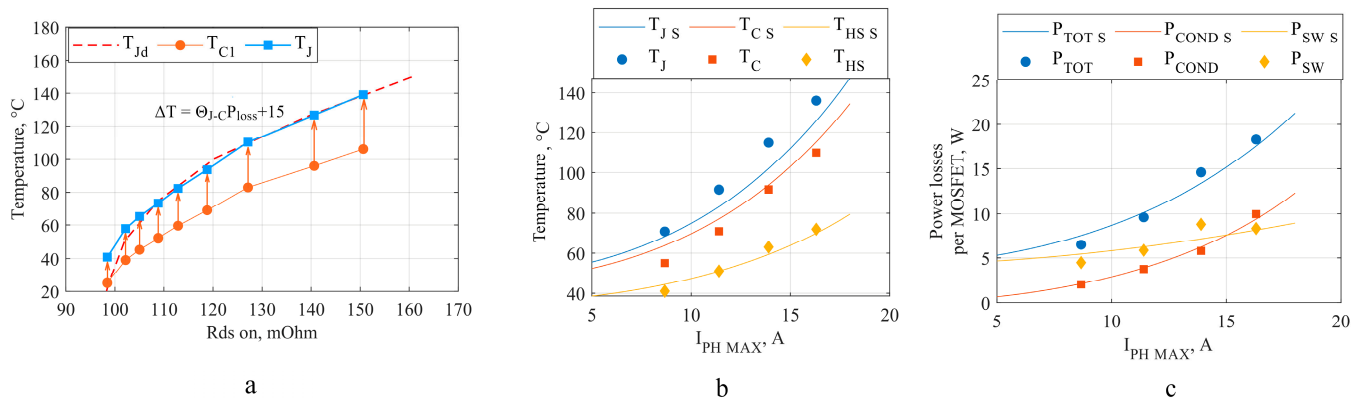 T_Jd T_C1 T_J
ΔT = Θ_J-C P_loss+15
Temperature, °C
180
160
140
120
100
80
60
40
20
90 100 110 120 130 140 150 160 170
Rds on, mOhm
a
T_J S T_C S T_HS S
T_J T_C T_HS
Temperature, °C
140
120
100
80
60
40
5 10 15 20
I_PH MAX, A
b
P_TOT S P_COND S P_SW S
P_TOT P_COND P_SW
Power losses
per MOSFET, W
25
20
15
10
5
0
5 10 15 20
I_PH MAX, A
c